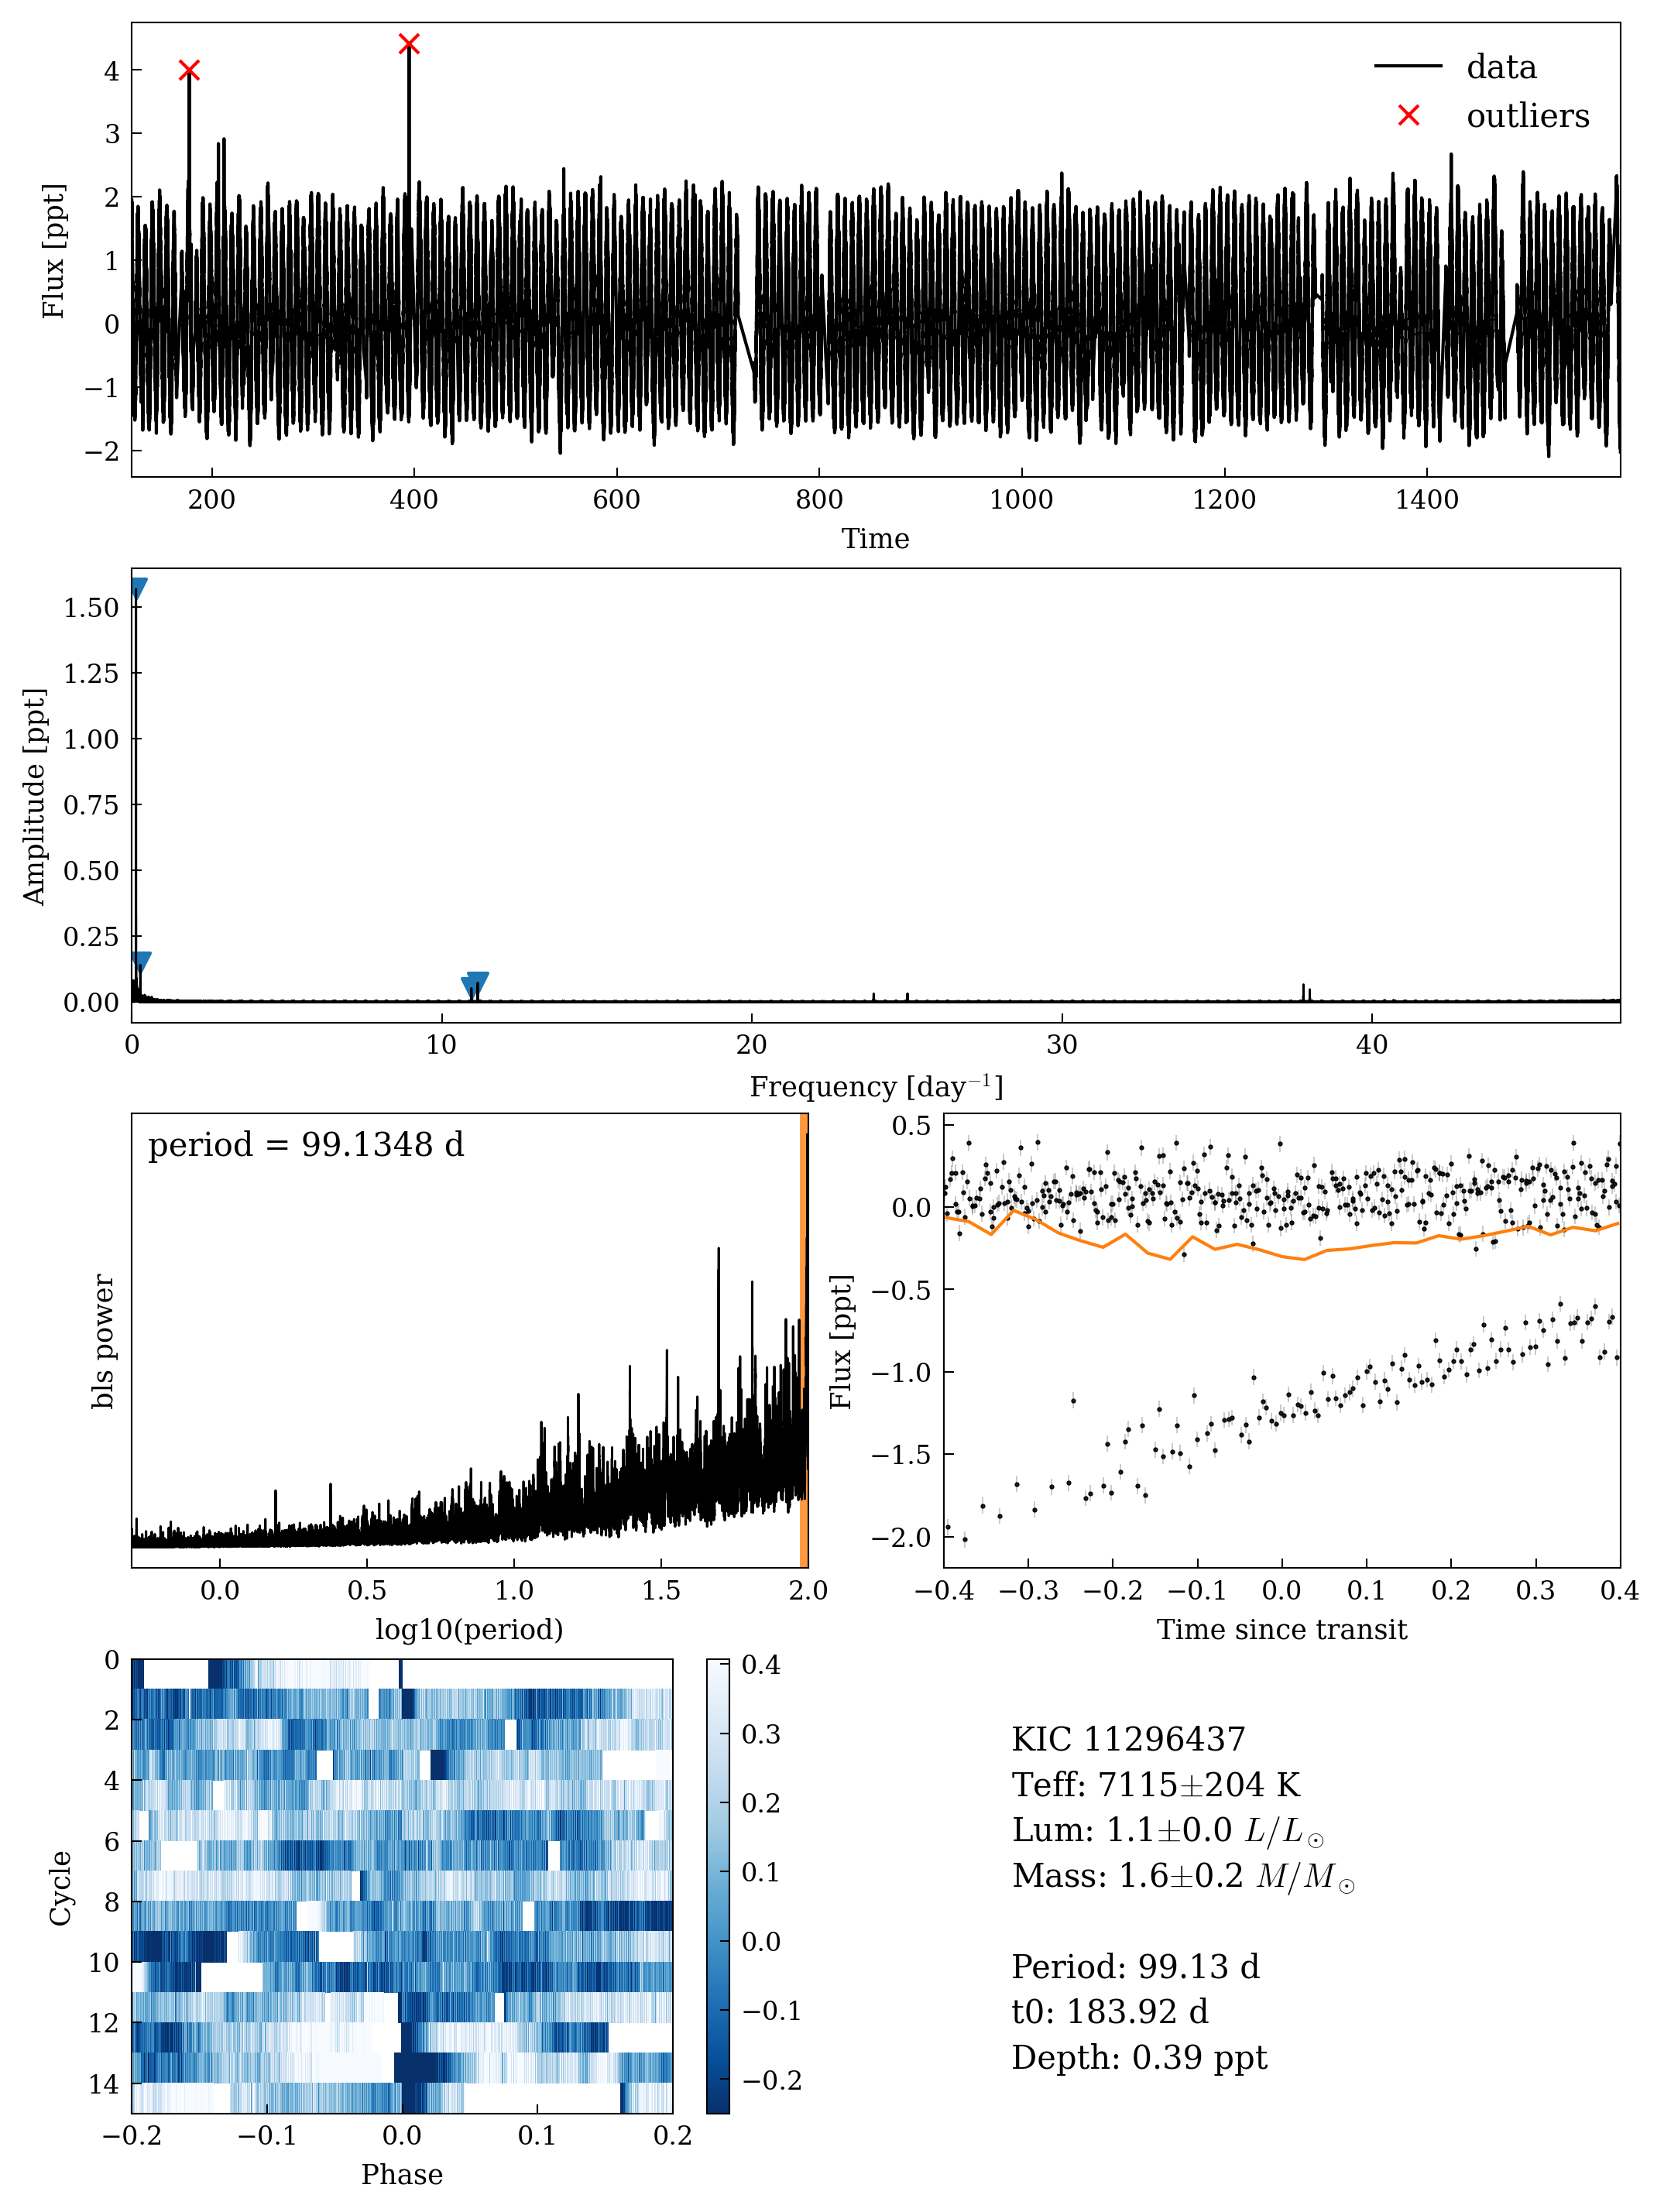 data
outliers
Flux [ppt]
4
3
2
1
0
−1
−2
200 400 600 800 1000 1200 1400
Time
Amplitude [ppt]
1.50
1.25
1.00
0.75
0.50
0.25
0.00
0 10 20 30 40
Frequency [day⁻¹]
period = 99.1348 d
bls power
0.0 0.5 1.0 1.5 2.0
log10(period)
Flux [ppt]
0.5
0.0
−0.5
−1.0
−1.5
−2.0
−0.4 −0.3 −0.2 −0.1 0.0 0.1 0.2 0.3 0.4
Time since transit
Cycle
0
2
4
6
8
10
12
14
−0.2 −0.1 0.0 0.1 0.2
Phase
0.4
0.3
0.2
0.1
0.0
−0.1
−0.2
KIC 11296437
Teff: 7115±204 K
Lum: 1.1±0.0 L/L⊙
Mass: 1.6±0.2 M/M⊙
Period: 99.13 d
t0: 183.92 d
Depth: 0.39 ppt